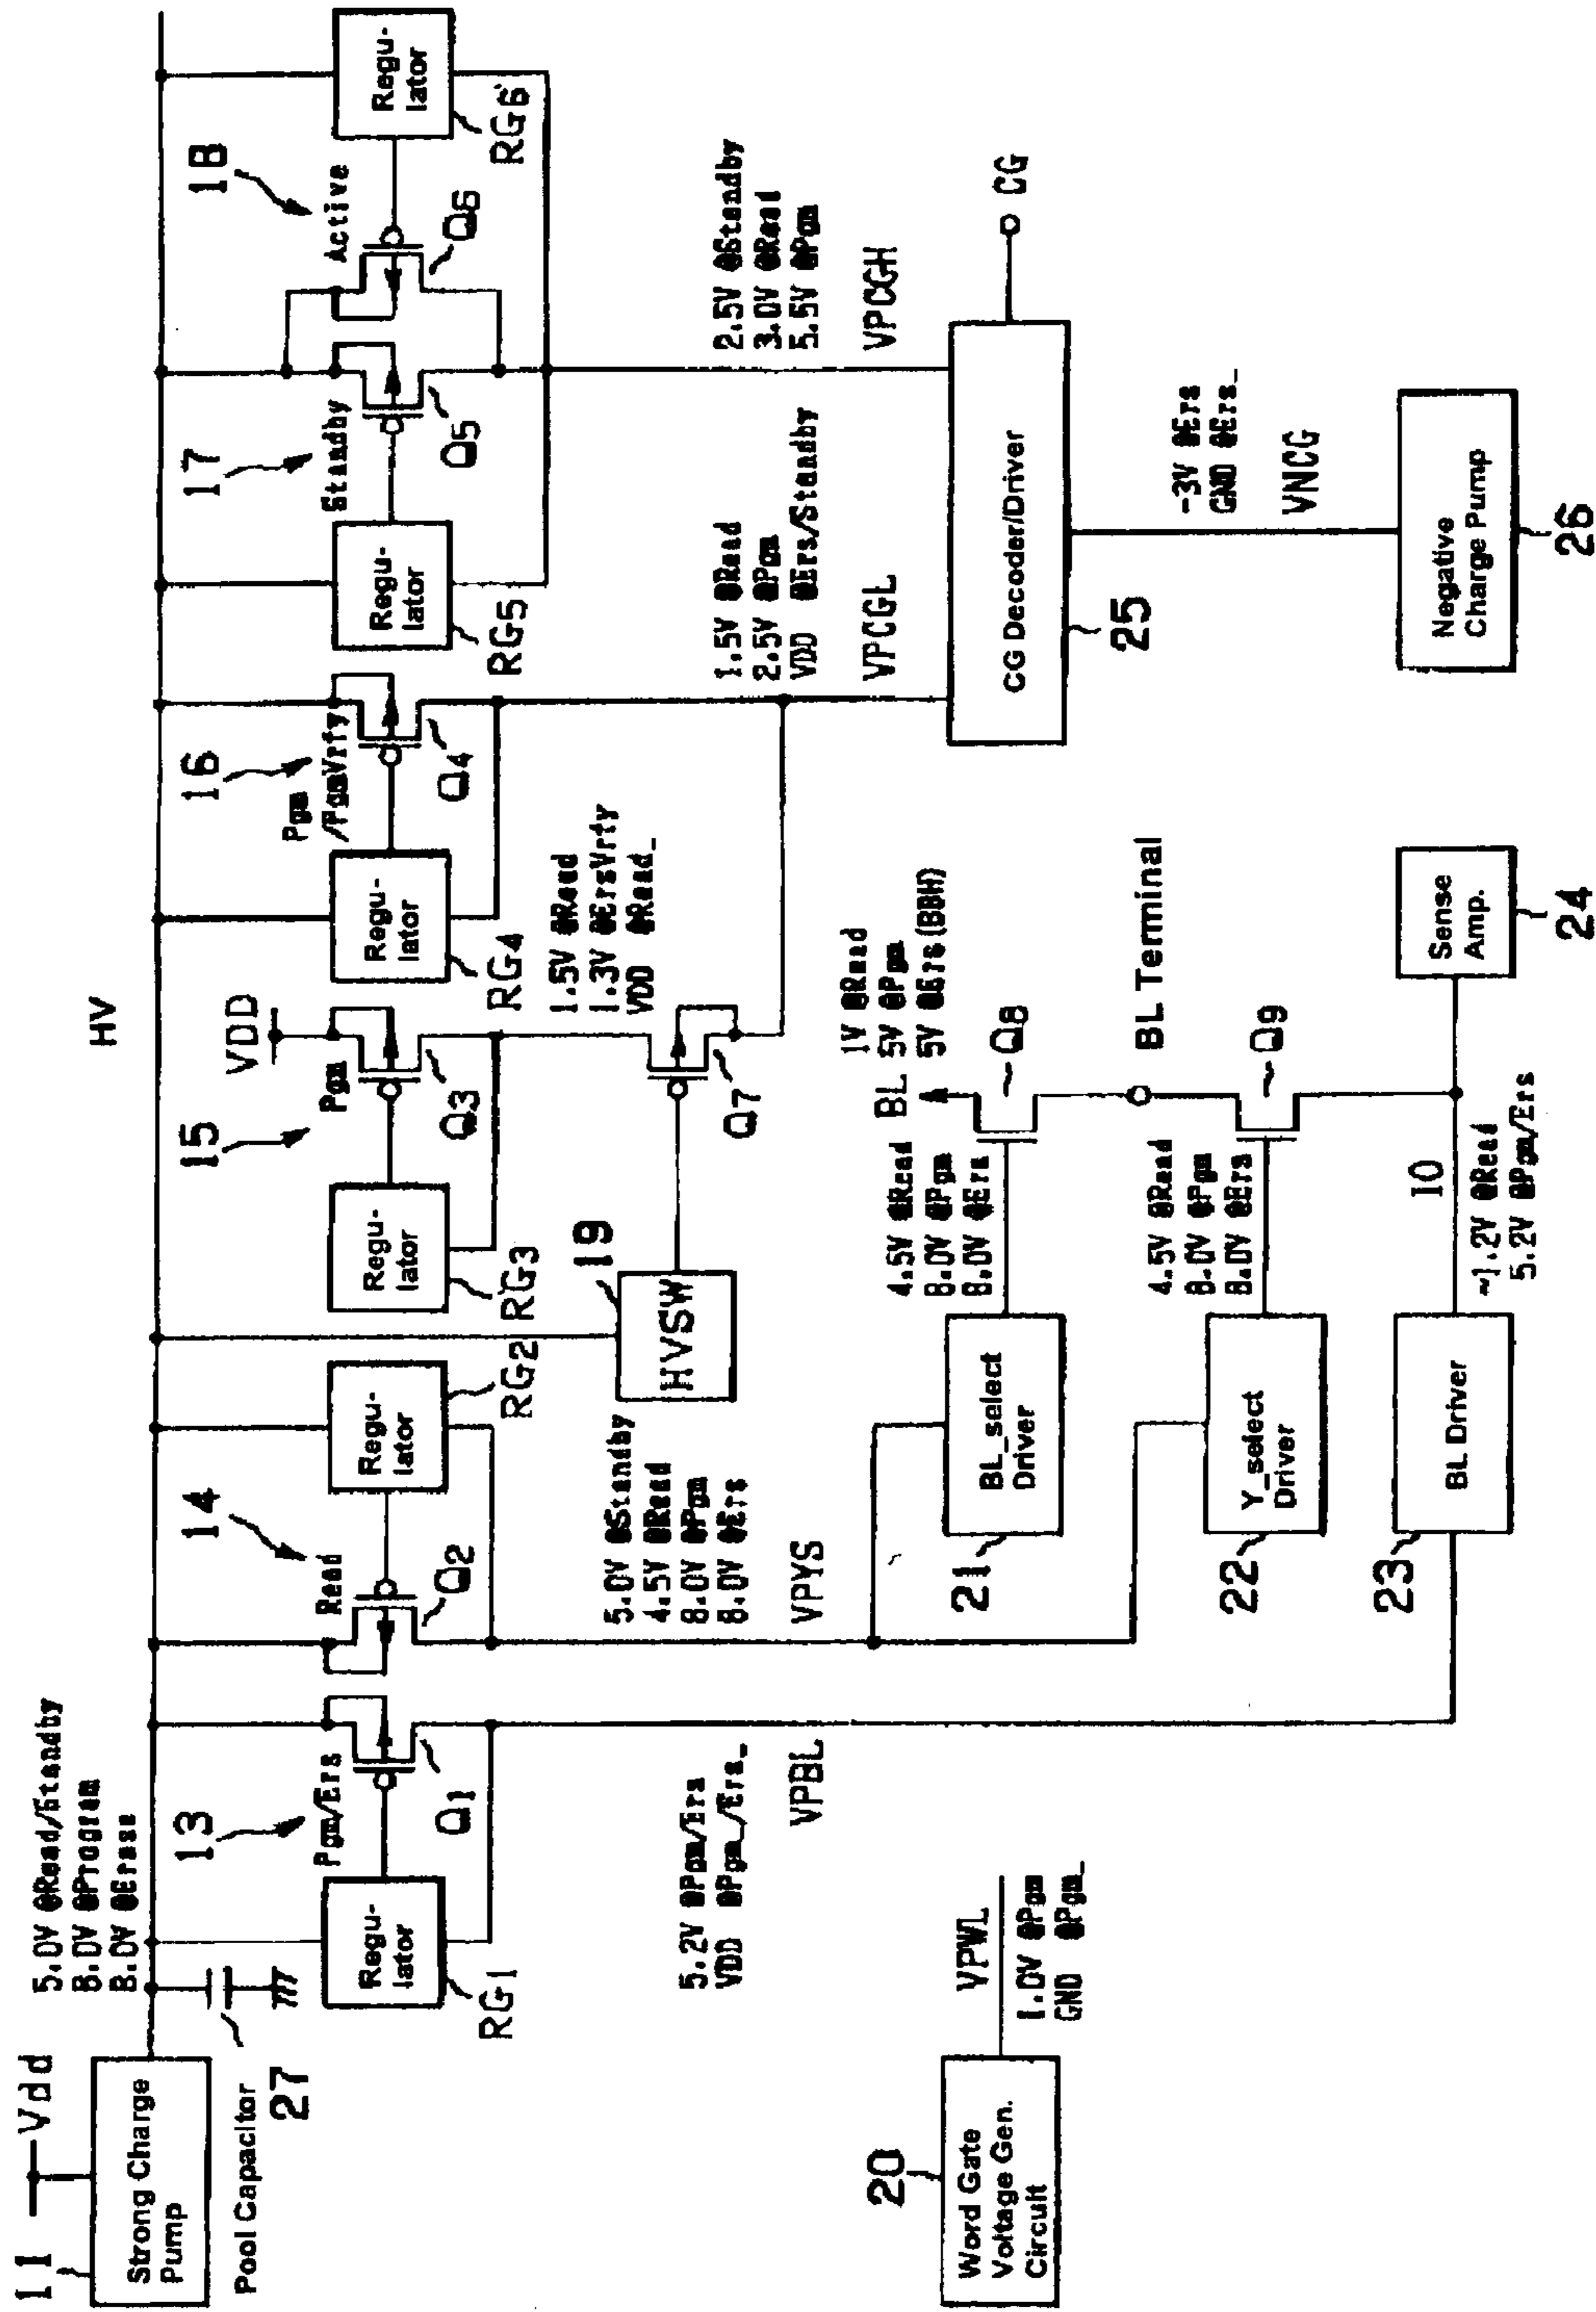 11
Vdd
Strong Charge
Pump
Pool Capacitor
27
5.0V @Read/Standby
8.0V @Program
8.0V @Erase
HV
13
Pgm/Ers
Regu-
lator
RG1
Q1
14
Read
Regu-
lator
RG2
Q2
15
VDD
Pgm
Regu-
lator
RG3
Q3
16
Pgm
/PgmVrfy
Regu-
lator
RG4
Q4
17
Standby
Regu-
lator
RG5
Q5
18
Active
Regu-
lator
RG6
Q6
5.2V @Pgm/Ers
VDD @Pgm_/Ers_
VPBL
5.0V @Standby
4.5V @Read
8.0V @Pgm
8.0V @Ers
VPYS
19
HVSW
1.5V @Read
1.3V @ErsVrfy
VDD @Read_
Q7
1.5V @Read
2.5V @Pgm
VDD @Ers/Standby
VPCGL
2.5V @Standby
3.0V @Read
5.5V @Pgm
VPCGH
20
Word Gate
Voltage Gen.
Circuit
VPWL
1.0V @Pgm
GND @Pgm_
BL_select
Driver
21
4.5V @Read
8.0V @Pgm
8.0V @Ers
BL
1V @Read
5V @Pgm
5V @Ers(BBH)
Q8
BL Terminal
Y_select
Driver
22
4.5V @Read
8.0V @Pgm
8.0V @Ers
Q9
BL Driver
23
IO
~1.2V @Read
5.2V @Pgm/Ers
Sense
Amp.
24
CG Decoder/Driver
25
CG
-3V @Ers
GND @Ers_
VNCG
Negative
Charge Pump
26